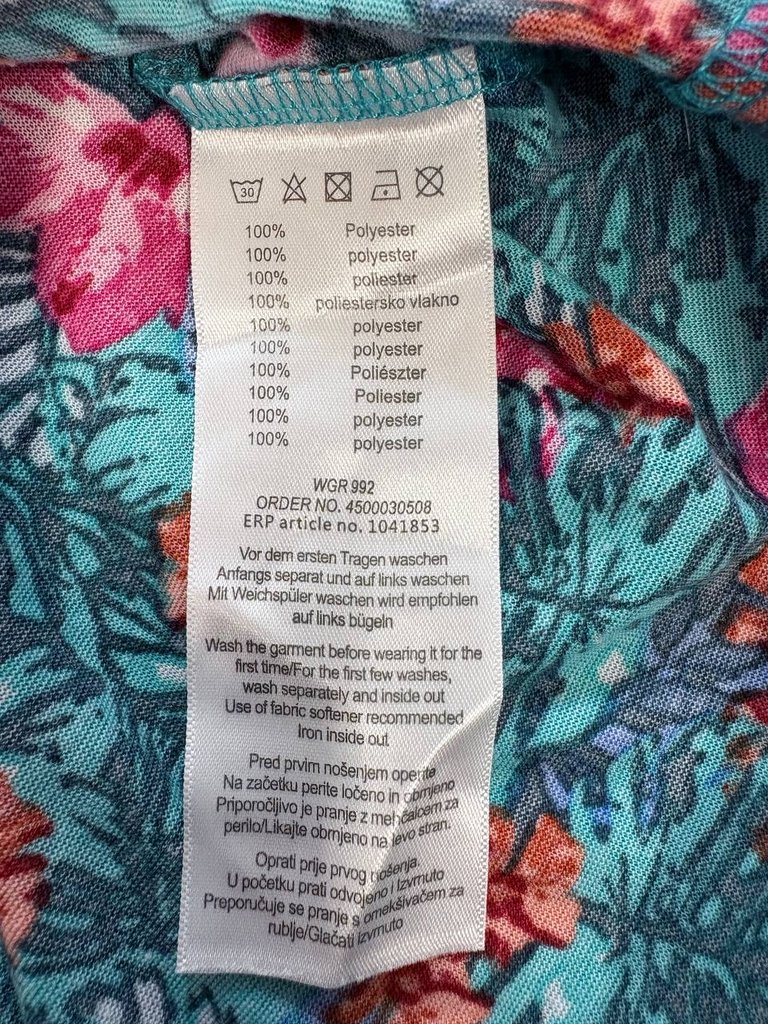 30
100% Polyester
100% polyester
100% poliester
100% poliestersko vlakno
100% polyester
100% polyester
100% Poliészter
100% Poliester
100% polyester
100% polyester
WGR 992
ORDER NO. 4500030508
ERP article no. 1041853
Vor dem ersten Tragen waschen
Anfangs separat und auf links waschen
Mit Weichspüler waschen wird empfohlen
auf links bügeln
Wash the garment before wearing it for the
first time/For the first few washes,
wash separately and inside out
Use of fabric softener recommended
Iron inside out
Pred prvim nošenjem operite
Na začetku perite ločeno in obrnjeno
Priporočljivo je pranje z mehčalcem za
perilo/Likajte obrnjeno na levo stran.
Oprati prije prvog nošenja.
U početku prati odvojeno i Izvrnuto
Preporučuje se pranje s omekšivačem za
rublje/Glačati Izvrnuto